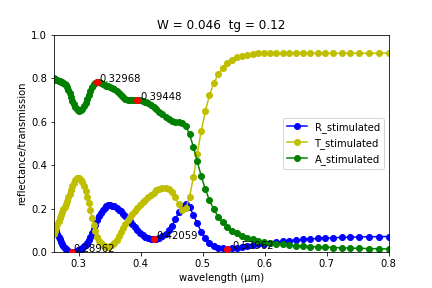 W = 0.046 tg = 0.12
reflectance/transmission
1.0
0.8
0.6
0.4
0.2
0.0
0.32968
0.39448
0.42059
R_stimulated
T_stimulated
A_stimulated
0.3
0.4
0.5
0.6
0.7
0.8
wavelength (μm)